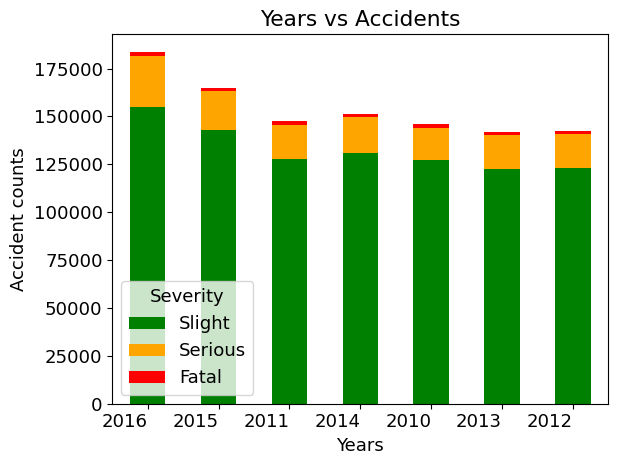 Years vs Accidents
Accident counts
175000
150000
125000
100000
75000
50000
25000
0
Severity
Slight
Serious
Fatal
2016 2015 2011 2014 2010 2013 2012
Years